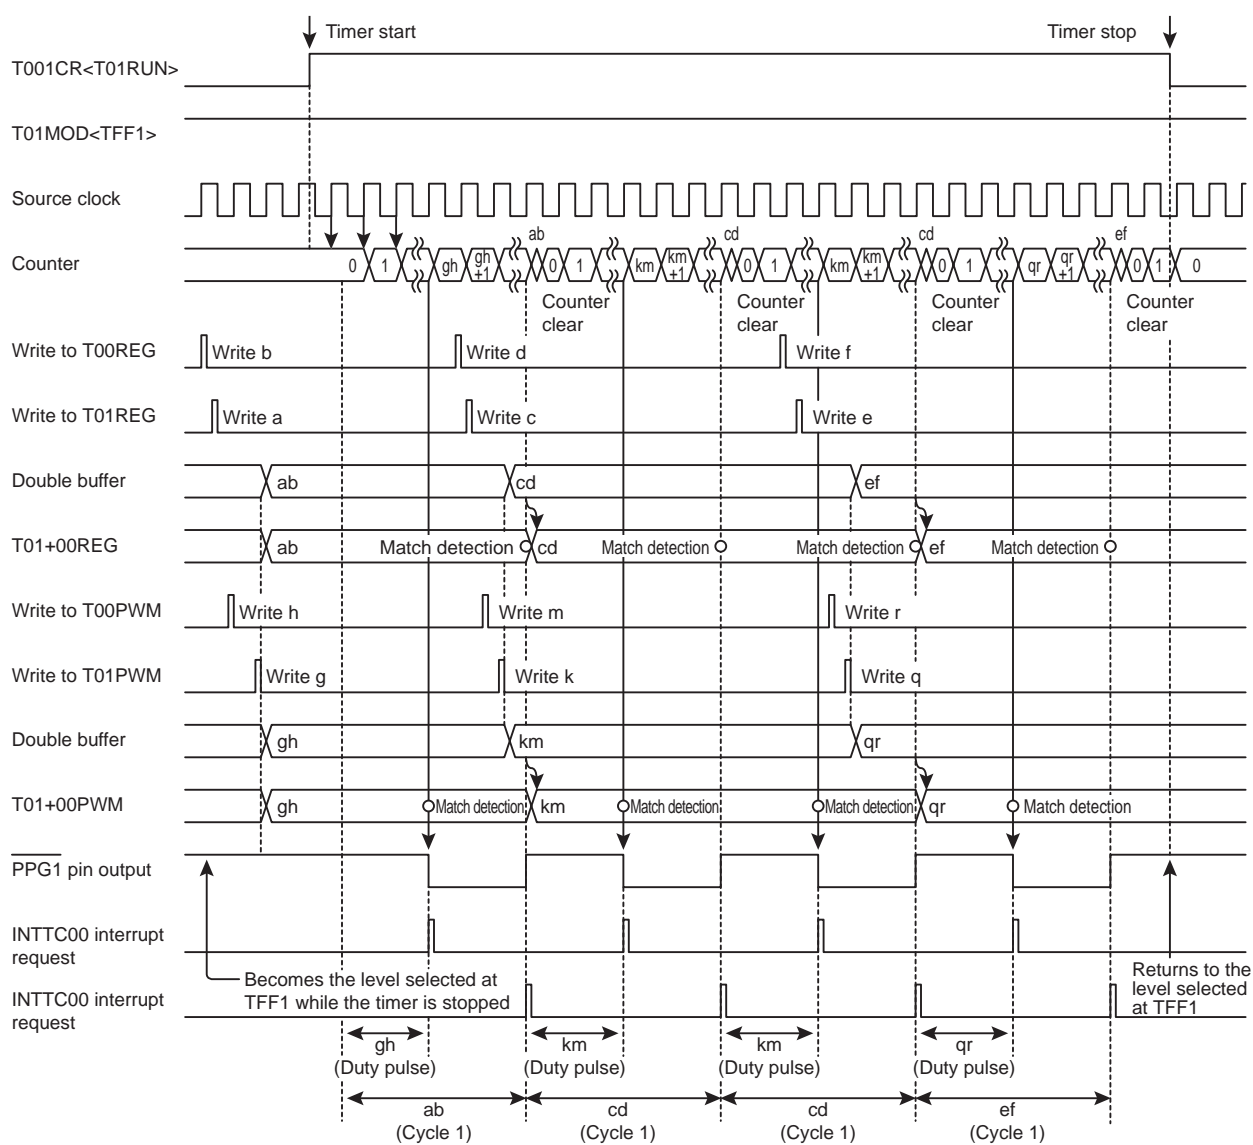 Timer start Timer stop
T001CR<T01RUN>
T01MOD<TFF1>
Source clock
ab cd cd ef
Counter 0 1 gh gh+1 0 1 km km+1 0 1 km km+1 0 1 qr qr+1 0 1 0
Counter clear Counter clear Counter clear Counter clear
Write to T00REG Write b Write d Write f
Write to T01REG Write a Write c Write e
Double buffer ab cd ef
T01+00REG ab Match detection cd Match detection Match detection ef Match detection
Write to T00PWM Write h Write m Write r
Write to T01PWM Write g Write k Write q
Double buffer gh km qr
T01+00PWM gh Match detection km Match detection Match detection qr Match detection
PPG1 pin output
INTTC00 interrupt
request
Becomes the level selected at
TFF1 while the timer is stopped
Returns to the
level selected
at TFF1
INTTC00 interrupt
request
gh km km qr
(Duty pulse) (Duty pulse) (Duty pulse) (Duty pulse)
ab cd cd ef
(Cycle 1) (Cycle 1) (Cycle 1) (Cycle 1)